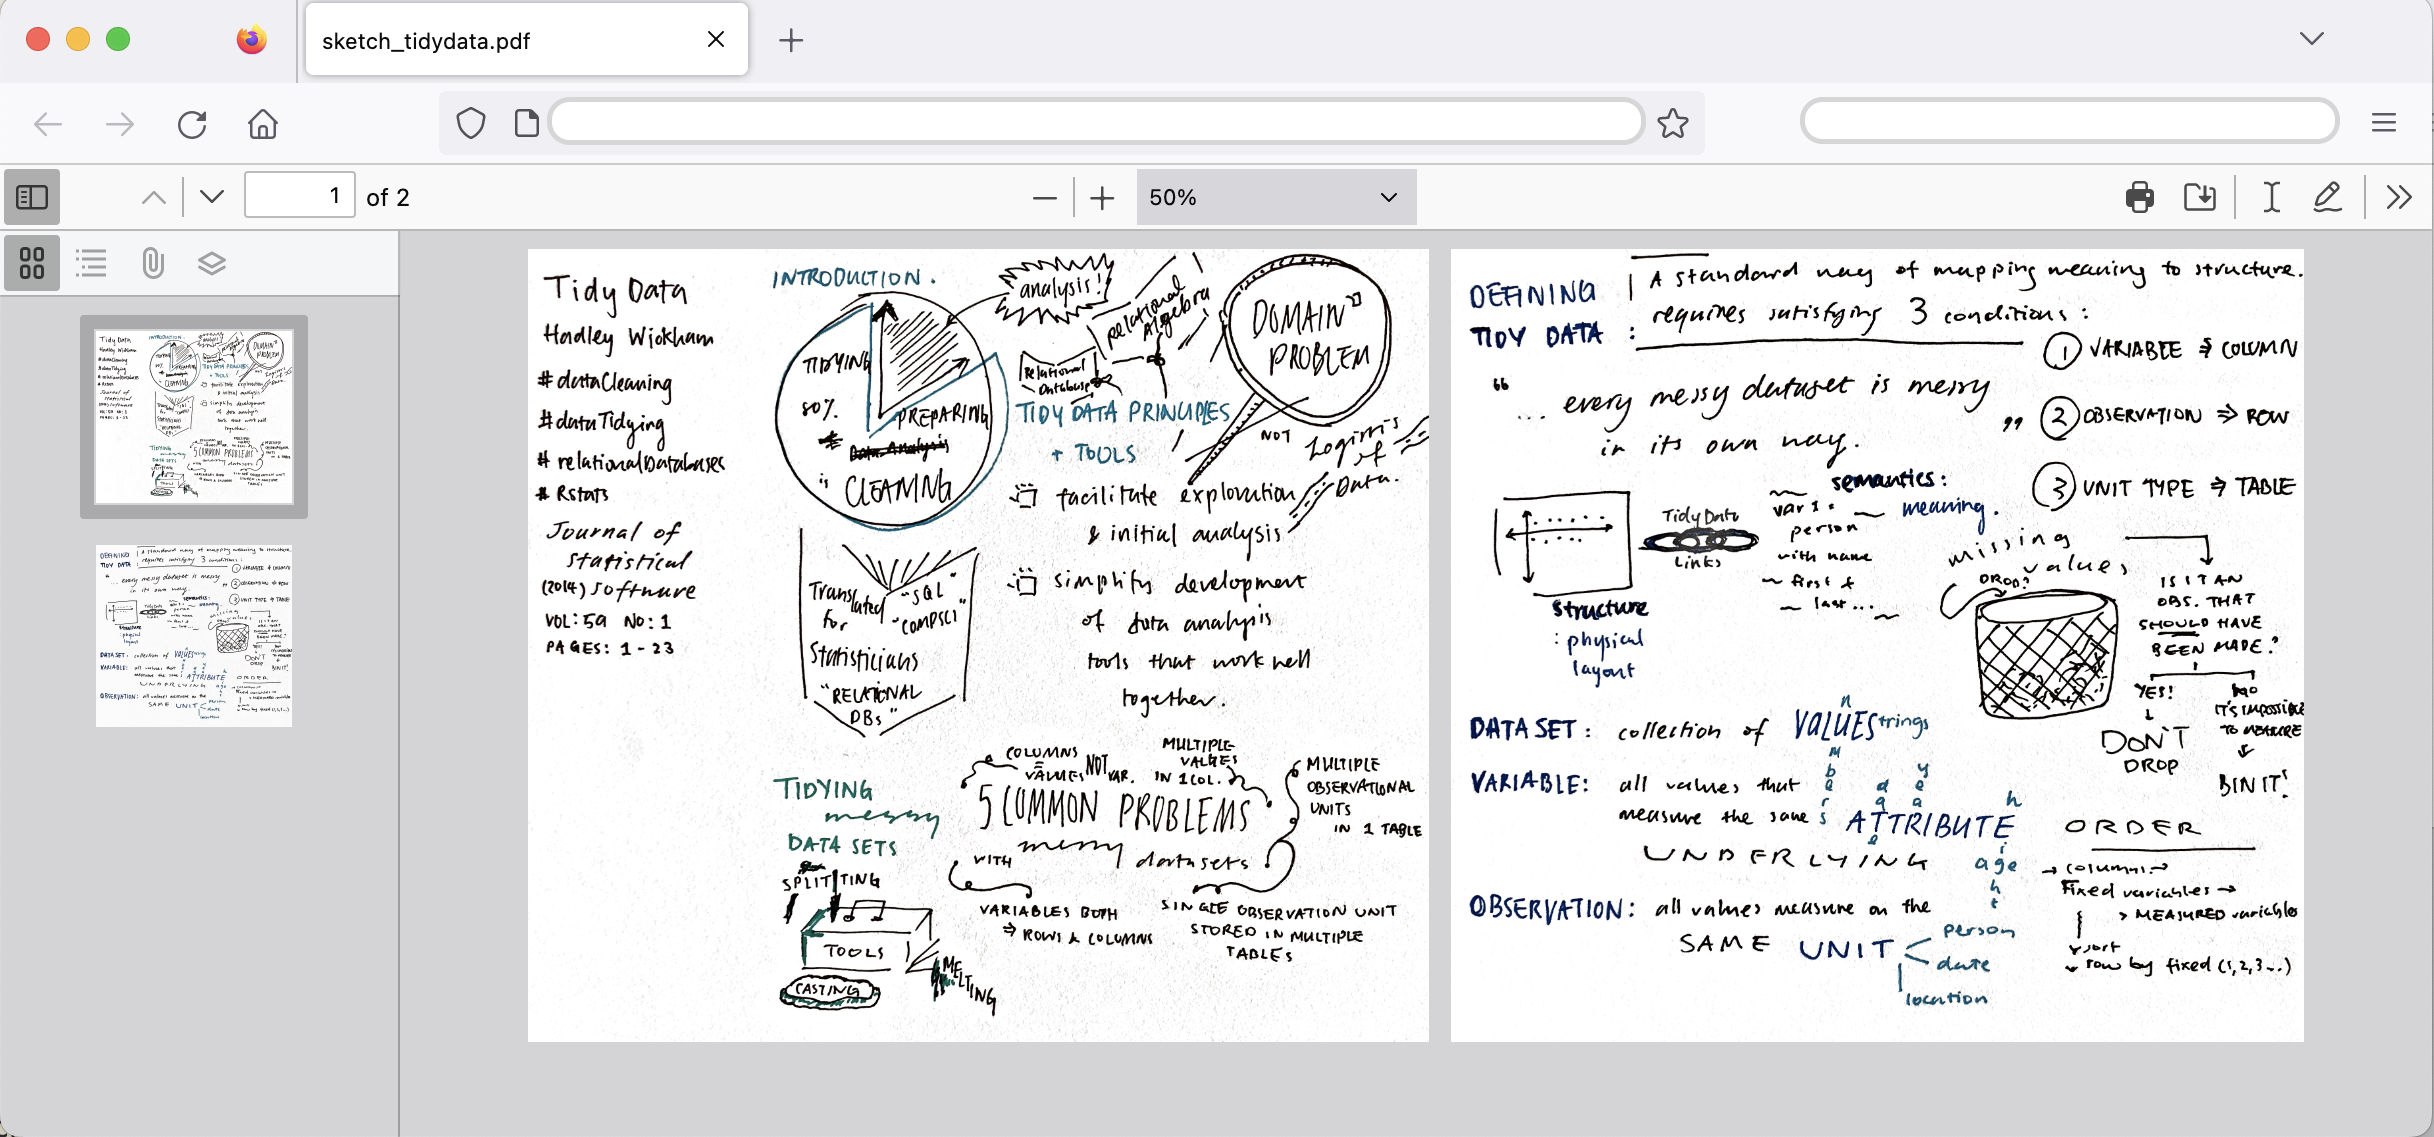 sketch_tidydata.pdf
1 of 2
50%
Tidy Data
Hadley Wickham
#dataCleaning
#dataTidying
# relationalDatabases
# Rstats
Journal of
Statistical
(2014) Software
VOL: 59 NO: 1
PAGES: 1-23
INTRODUCTION.
analysis!
Relational
Algebra
Relational
Database
TIDYING
80%
PREPARING
Data Analysis
is
CLEANING
DOMAIN
PROBLEM
NOT
Logistics
of
Data.
TIDY DATA PRINCIPLES
+ TOOLS
facilitate exploration
& initial analysis
simplify development
of data analysis
tools that work well
together.
Translated
for
Statisticians
"SQL"
"COMPSCI"
"RELATIONAL
DBs"
TIDYING
messy
DATA SETS
SPLITTING
TOOLS
CASTING
MELTING
COLUMNS
=
VALUES NOT VAR.
MULTIPLE
VALUES
IN 1 COL.
MULTIPLE
OBSERVATIONAL
UNITS
IN 1 TABLE
5 COMMON PROBLEMS
WITH messy datasets
VARIABLES BOTH
⇒ ROWS & COLUMNS
SINGLE OBSERVATION UNIT
STORED IN MULTIPLE
TABLES
DEFINING
TIDY DATA :
A standard way of mapping meaning to structure.
requires satisfying 3 conditions:
1 VARIABLE ⇒ COLUMN
2 OBSERVATION ⇒ ROW
3 UNIT TYPE ⇒ TABLE
“ ... every messy dataset is messy
in its own way. ”
structure
: physical
layout
Tidy Data
Links
semantics:
meaning.
var 1:
person
with name
~ first &
~ last...
missing
values
DROP?
IS IT AN
OBS. THAT
SHOULD HAVE
BEEN MADE?
YES!
DON'T
DROP
NO
IT'S IMPOSSIBLE
TO MEASURE
BIN IT!
DATA SET: collection of VALUES
strings
numbers
VARIABLE: all values that
measure the same ATTRIBUTE
UNDERLYING
date
year
height
age
OBSERVATION: all values measure on the
SAME UNIT
person
date
location
ORDER
→ columns →
Fixed variables →
> MEASURED variables
sort
row by fixed (1,2,3...)